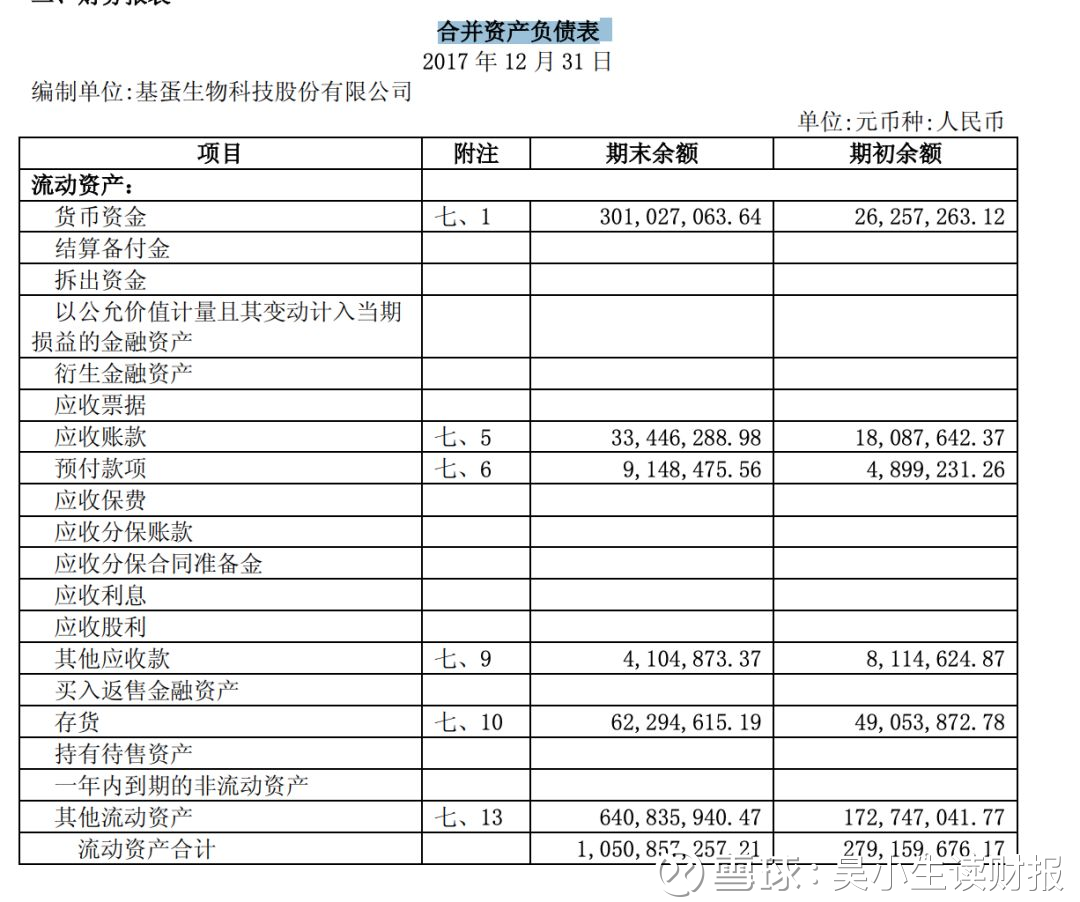 合并资产负债表
2017 年 12 月 31 日
编制单位:基蛋生物科技股份有限公司
单位:元币种:人民币
项目 附注 期末余额 期初余额
流动资产：
货币资金 七、1 301,027,063.64 26,257,263.12
结算备付金
拆出资金
以公允价值计量且其变动计入当期
损益的金融资产
衍生金融资产
应收票据
应收账款 七、5 33,446,288.98 18,087,642.37
预付款项 七、6 9,148,475.56 4,899,231.26
应收保费
应收分保账款
应收分保合同准备金
应收利息
应收股利
其他应收款 七、9 4,104,873.37 8,114,624.87
买入返售金融资产
存货 七、10 62,294,615.19 49,053,872.78
持有待售资产
一年内到期的非流动资产
其他流动资产 七、13 640,835,940.47 172,747,041.77
流动资产合计 1,050,857,257.21 279,159,676.17
雪球：吴小生读财报